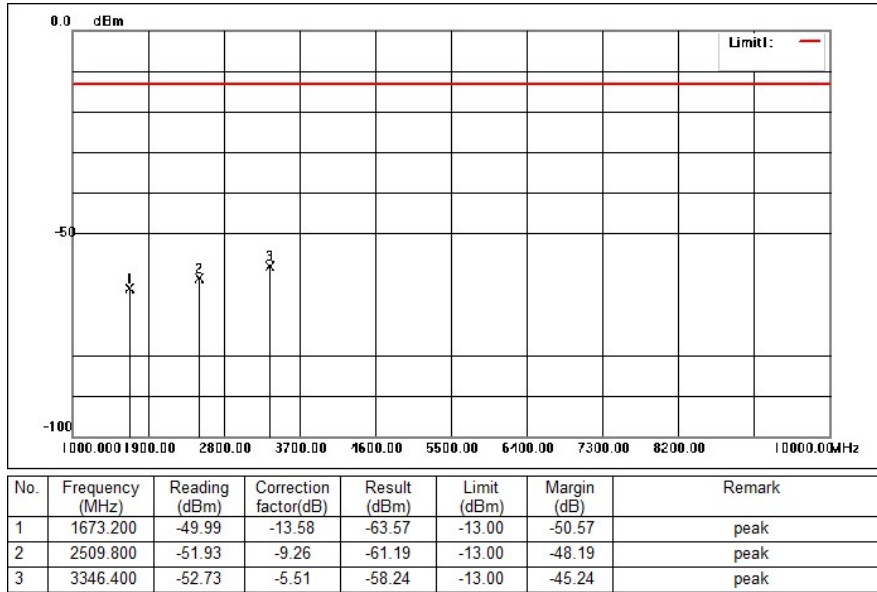 0.0 dBm
Limit1:
-50
1
2
3
-100
1000.000 1900.00 2800.00 3700.00 4600.00 5500.00 6400.00 7300.00 8200.00 10000.00 MHz
No. Frequency (MHz) Reading (dBm) Correction factor(dB) Result (dBm) Limit (dBm) Margin (dB) Remark
1 1673.200 -49.99 -13.58 -63.57 -13.00 -50.57 peak
2 2509.800 -51.93 -9.26 -61.19 -13.00 -48.19 peak
3 3346.400 -52.73 -5.51 -58.24 -13.00 -45.24 peak